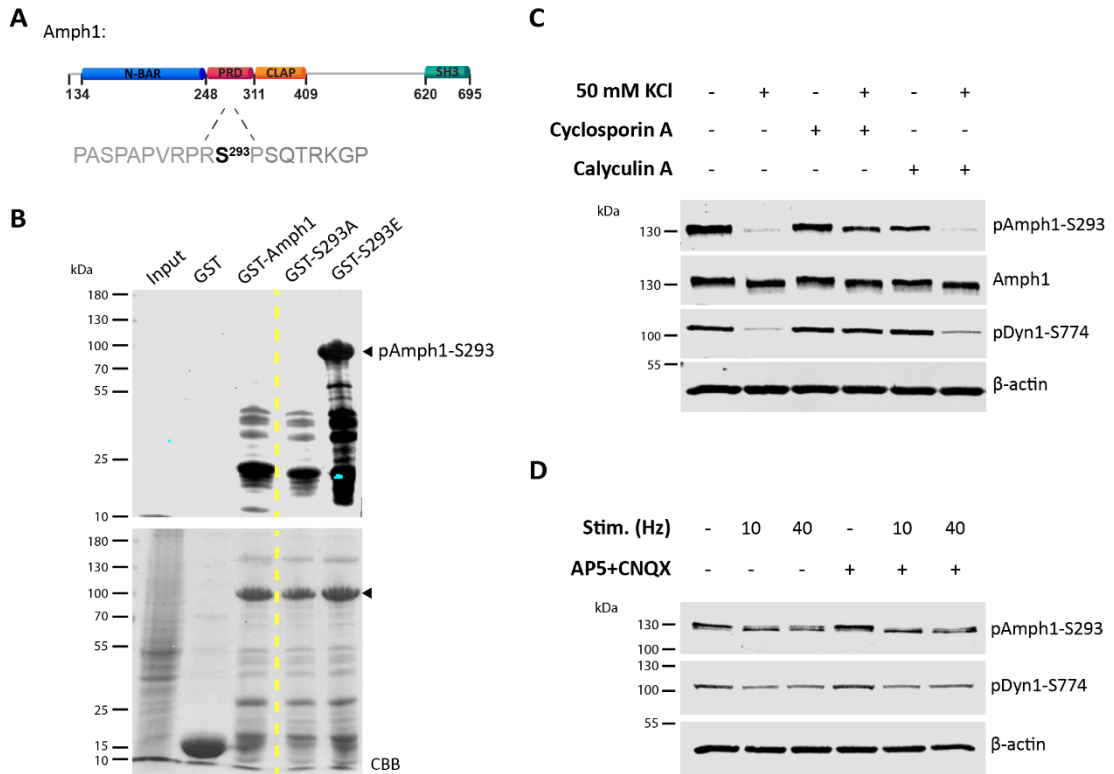 A
Amph1:
N-BAR PRD CLAP SH3
134 248 311 409 620 695
PASPAPVRPRS293PSQTRKGP
B
kDa
Input GST GST-Amph1 GST-S293A GST-S293E
180
130
100
70
55
25
10
pAmph1-S293
180
130
100
70
55
25
15
10
CBB
C
50 mM KCl - + - + - +
Cyclosporin A - - + + - -
Calyculin A - - - - + +
kDa
130 pAmph1-S293
130 Amph1
100 pDyn1-S774
55
β-actin
D
Stim. (Hz) - 10 40 - 10 40
AP5+CNQX - - - + + +
kDa
130 pAmph1-S293
100
130
100 pDyn1-S774
55
β-actin